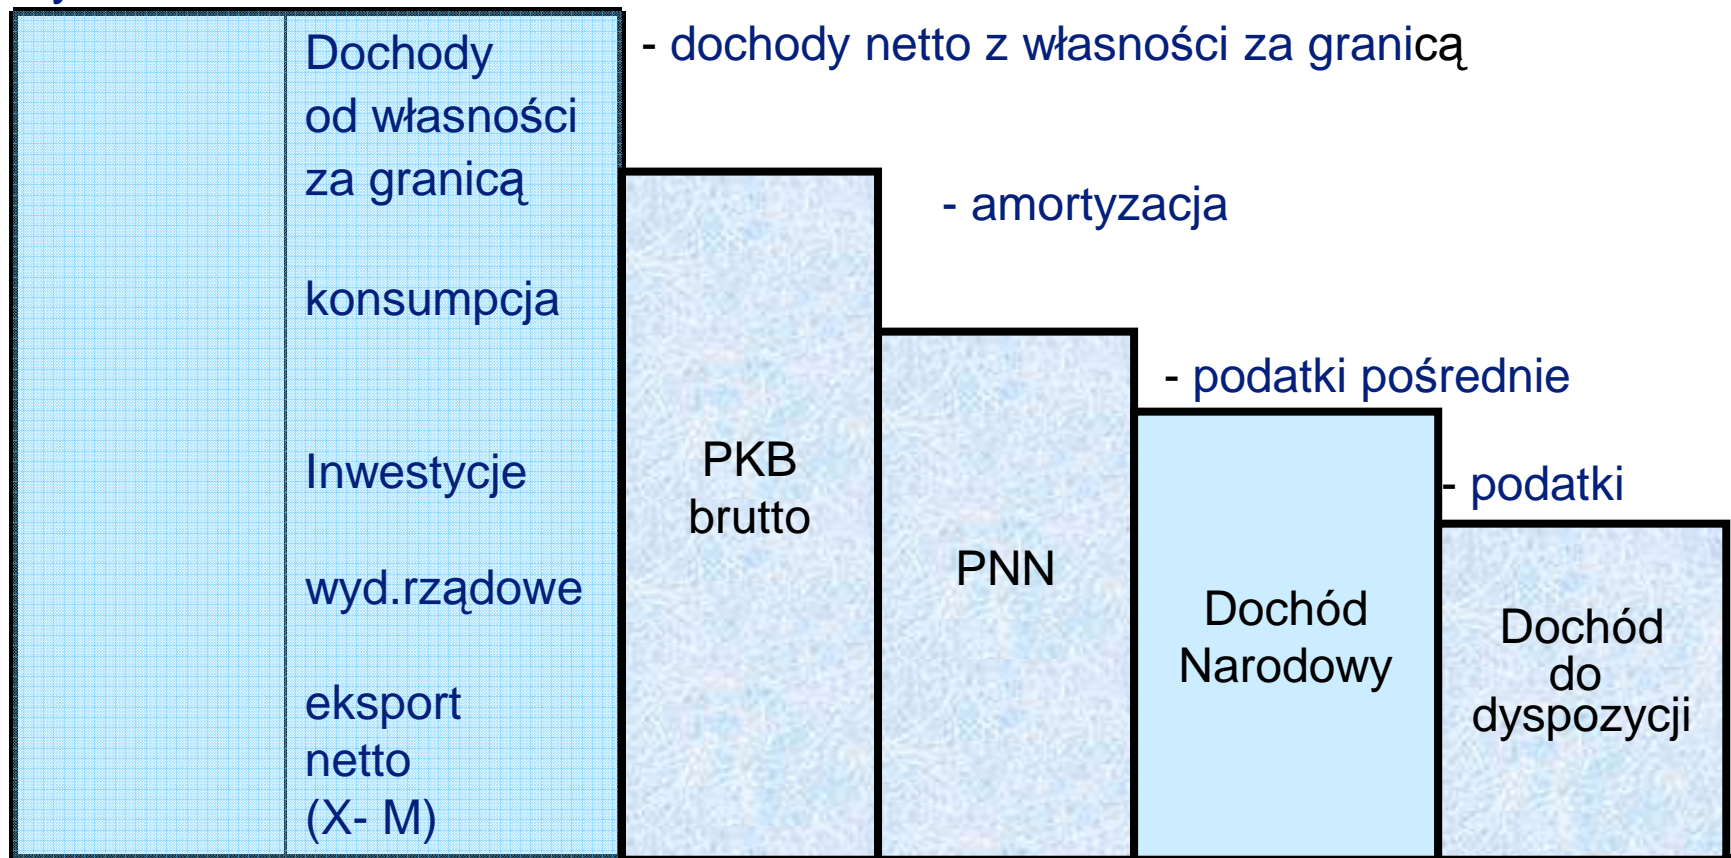 Dochody
od własności
za granicą
konsumpcja
Inwestycje
wyd.rządowe
eksport
netto
(X- M)
- dochody netto z własności za granicą
PKB
brutto
- amortyzacja
PNN
- podatki pośrednie
Dochód
Narodowy
- podatki
Dochód
do
dyspozycji